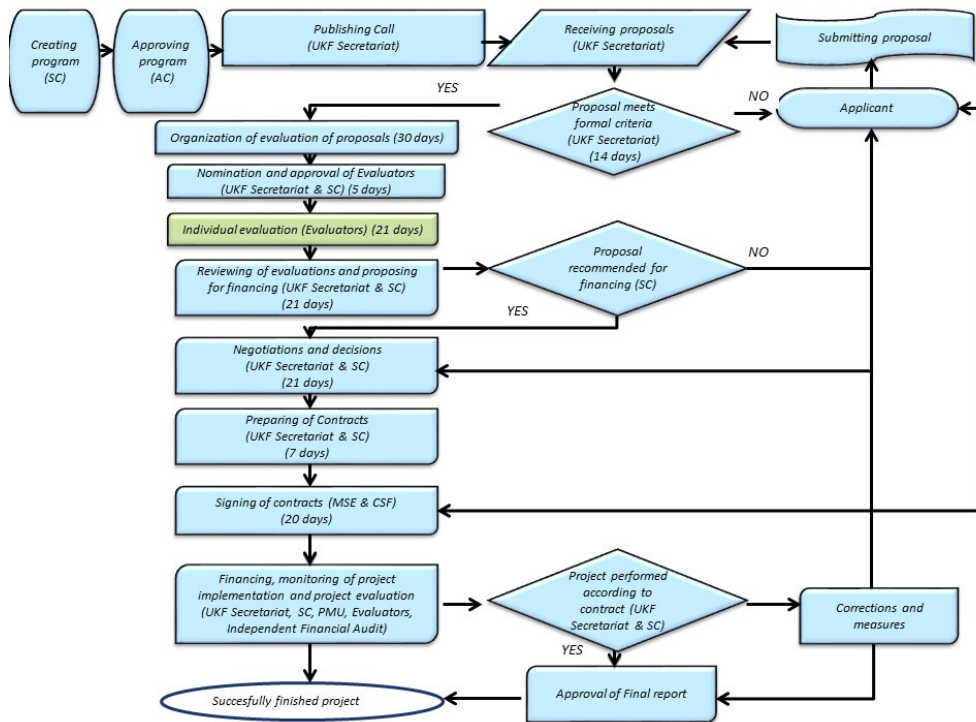 Creating
program
(SC)
Approving
program
(AC)
Publishing Call
(UKF Secretariat)
Receiving proposals
(UKF Secretariat)
Submitting proposal
YES
Proposal meets
formal criteria
(UKF Secretariat)
(14 days)
NO
Applicant
Organization of evaluation of proposals (30 days)
Nomination and approval of Evaluators
(UKF Secretariat & SC) (5 days)
Individual evaluation (Evaluators) (21 days)
Reviewing of evaluations and proposing
for financing (UKF Secretariat & SC)
(21 days)
Proposal
recommended for
financing (SC)
NO
YES
Negotiations and decisions
(UKF Secretariat & SC)
(21 days)
Preparing of Contracts
(UKF Secretariat & SC)
(7 days)
Signing of contracts (MSE & CSF)
(20 days)
Financing, monitoring of project
implementation and project evaluation
(UKF Secretariat, SC, PMU, Evaluators,
Independent Financial Audit)
Project performed
according to
contract (UKF
Secretariat & SC)
Corrections and
measures
YES
Approval of Final report
Succesfully finished project